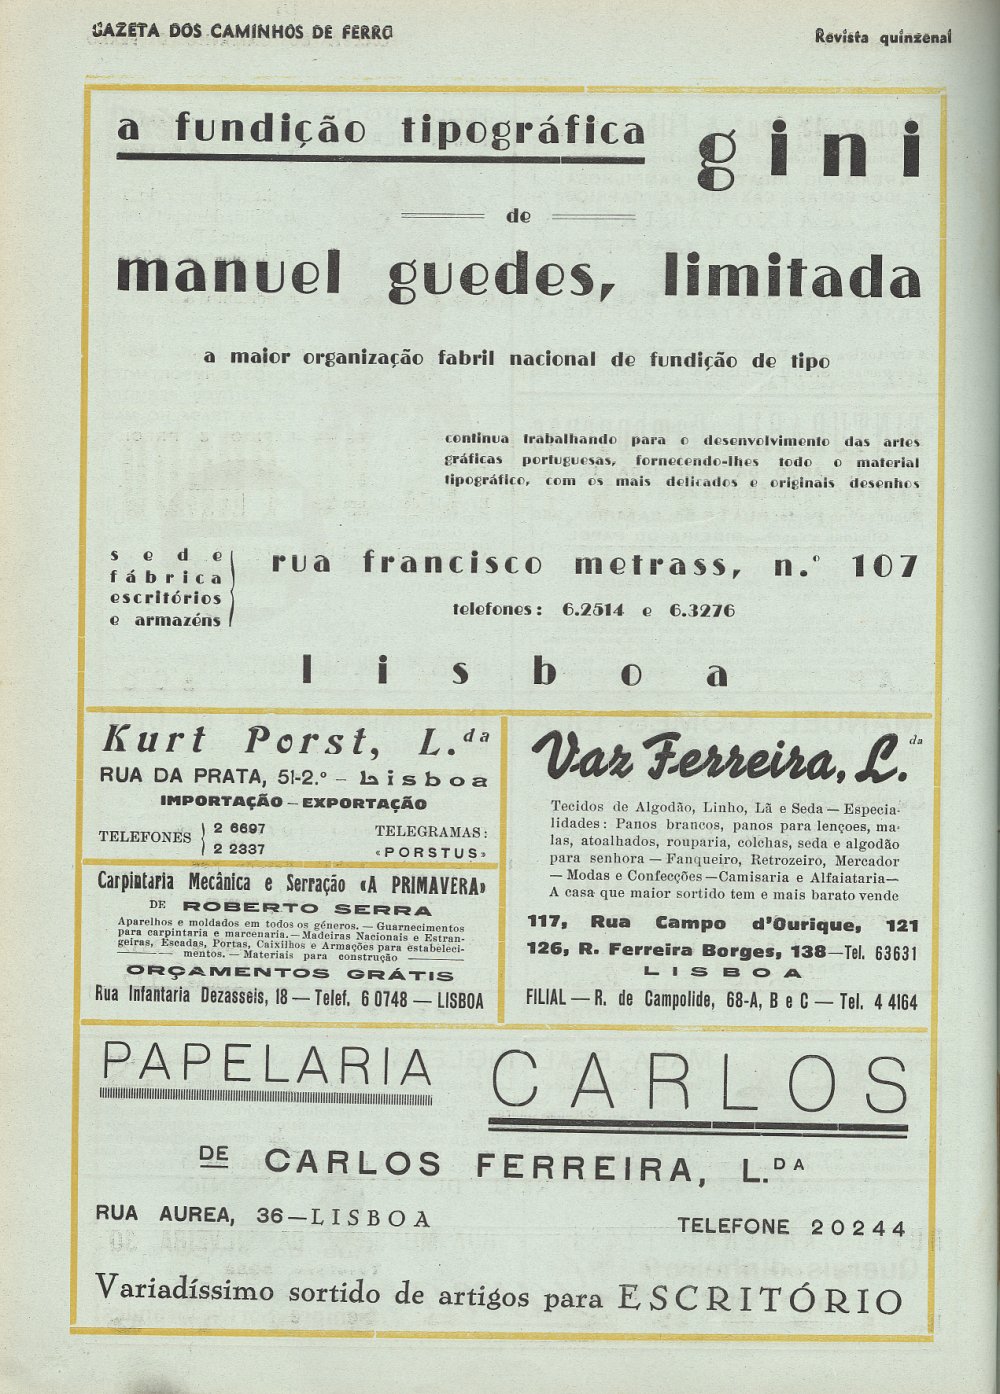 GAZETA DOS CAMINHOS DE FERRO
Revista quinzenal
a fundição tipográfica gini
de
manuel guedes, limitada
a maior organização fabril nacional de fundição de tipo
continua trabalhando para o desenvolvimento das artes
gráficas portuguesas, fornecendo-lhes todo o material
tipográfico, com os mais delicados e originais desenhos
sede
fábrica
escritórios
e armazéns
rua francisco metrass, n.º 107
telefones: 6.2514 e 6.3276
lisboa
Kurt Porst, L.da
RUA DA PRATA, 51-2.º – Lisboa
IMPORTAÇÃO – EXPORTAÇÃO
TELEFONES
2 6697
2 2337
TELEGRAMAS:
«PORSTUS»
Carpintaria Mecânica e Serração «A PRIMAVERA»
DE ROBERTO SERRA
Aparelhos e moldados em todos os géneros. — Guarnecimentos
para carpintaria e marcenaria. — Madeiras Nacionais e Estran-
geiras, Escadas, Portas, Caixilhos e Armações para estabeleci-
mentos. — Materiais para construção
ORÇAMENTOS GRÁTIS
Rua Infantaria Dezasseis, 18 — Telef. 6 0748 — LISBOA
Vaz Ferreira, L.da
Tecidos de Algodão, Linho, Lã e Seda — Especia-
lidades: Panos brancos, panos para lençoes, ma-
las, atoalhados, rouparia, colchas, seda e algodão
para senhora — Fanqueiro, Retrozeiro, Mercador
— Modas e Confecções — Camisaria e Alfaiataria —
A casa que maior sortido tem e mais barato vende
117, Rua Campo d'Ourique, 121
126, R. Ferreira Borges, 138 — Tel. 63631
LISBOA
FILIAL — R. de Campolide, 68-A, B e C — Tel. 4 4164
PAPELARIA CARLOS
DE CARLOS FERREIRA, L.DA
RUA AUREA, 36 — LISBOA
TELEFONE 20244
Variadíssimo sortido de artigos para ESCRITÓRIO